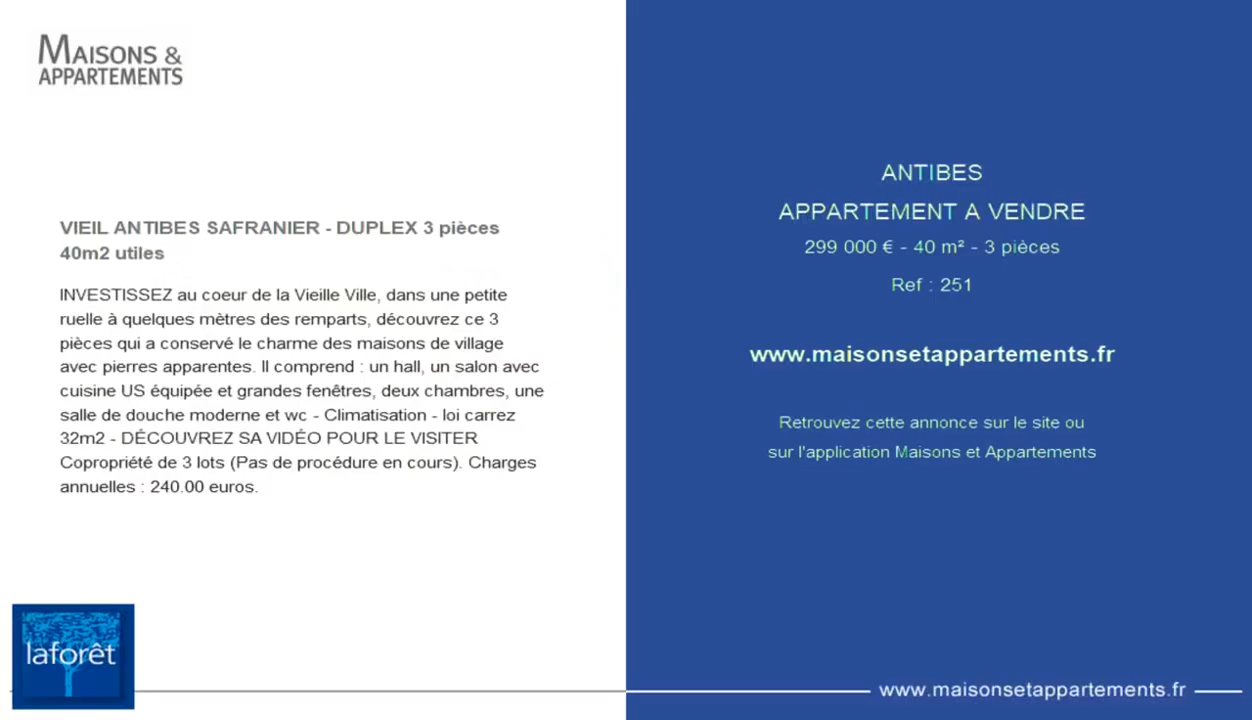 MAISONS &
APPARTEMENTS
VIEIL ANTIBES SAFRANIER - DUPLEX 3 pièces
40m2 utiles
INVESTISSEZ au coeur de la Vieille Ville, dans une petite
ruelle à quelques mètres des remparts, découvrez ce 3
pièces qui a conservé le charme des maisons de village
avec pierres apparentes. Il comprend : un hall, un salon avec
cuisine US équipée et grandes fenêtres, deux chambres, une
salle de douche moderne et wc - Climatisation - loi carrez
32m2 - DÉCOUVREZ SA VIDÉO POUR LE VISITER
Copropriété de 3 lots (Pas de procédure en cours). Charges
annuelles : 240.00 euros.
laforêt
ANTIBES
APPARTEMENT A VENDRE
299 000 € - 40 m² - 3 pièces
Ref : 251
www.maisonsetappartements.fr
Retrouvez cette annonce sur le site ou
sur l'application Maisons et Appartements
www.maisonsetappartements.fr